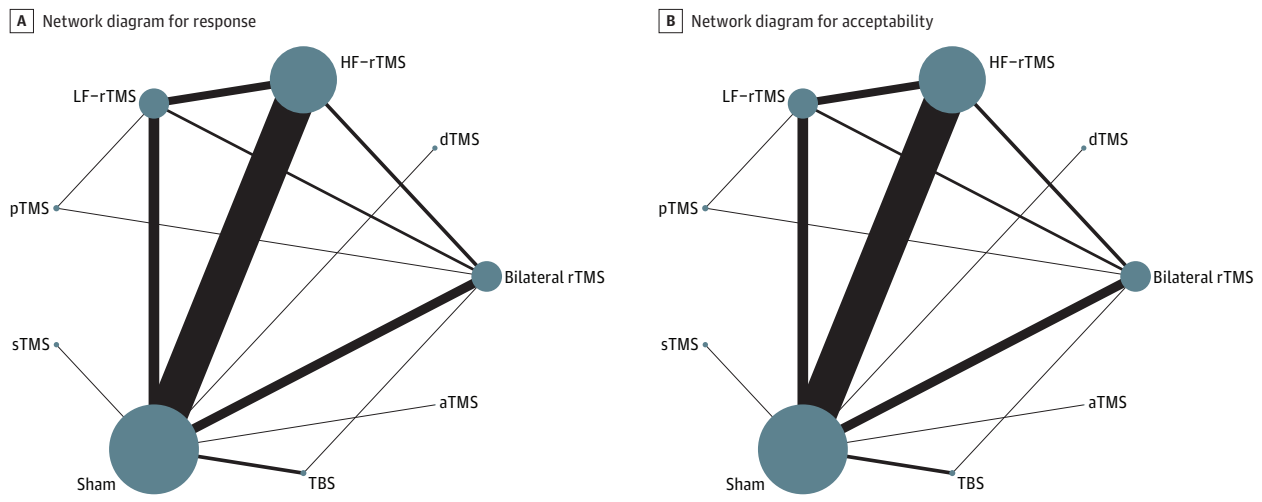 A Network diagram for response
HF−rTMS
LF−rTMS
dTMS
pTMS
Bilateral rTMS
sTMS
aTMS
Sham
TBS
B Network diagram for acceptability
HF−rTMS
LF−rTMS
dTMS
pTMS
Bilateral rTMS
sTMS
aTMS
Sham
TBS